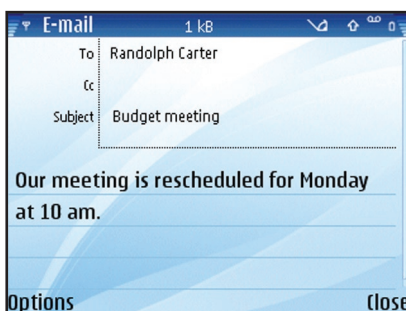 E-mail 1 kB
To Randolph Carter
Cc
Subject Budget meeting
Our meeting is rescheduled for Monday
at 10 am.
Options Close